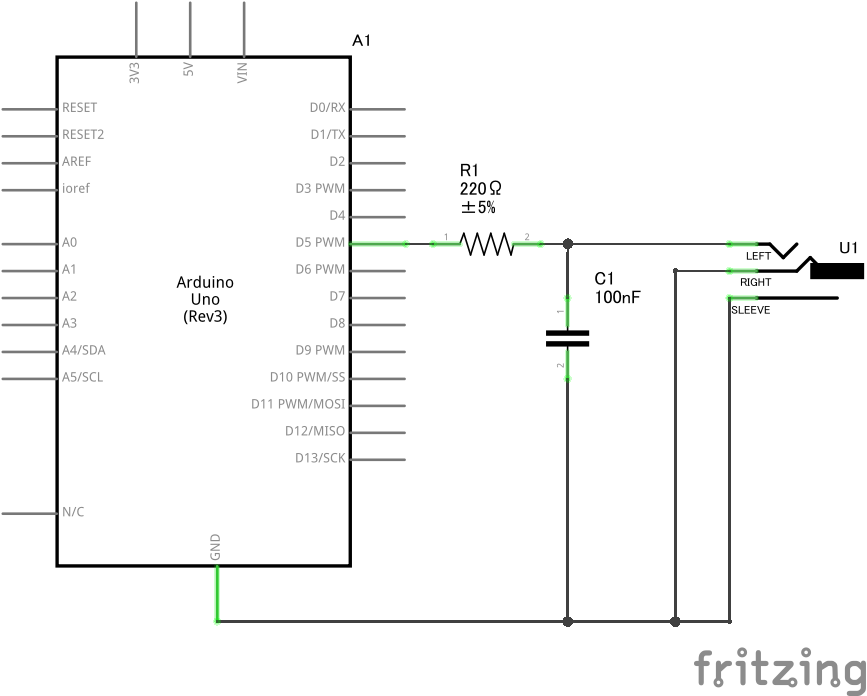 A1
3V3
5V
VIN
RESET
RESET2
AREF
ioref
A0
A1
A2
A3
A4/SDA
A5/SCL
N/C
Arduino
Uno
(Rev3)
D0/RX
D1/TX
D2
D3 PWM
D4
D5 PWM
D6 PWM
D7
D8
D9 PWM
D10 PWM/SS
D11 PWM/MOSI
D12/MISO
D13/SCK
GND
R1
220Ω
±5%
1
2
C1
100nF
1
2
U1
LEFT
RIGHT
SLEEVE
fritzing